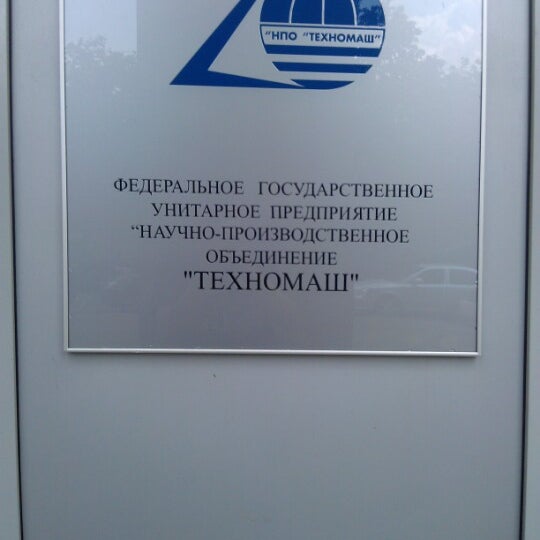 "НПО "ТЕХНОМАШ"
ФЕДЕРАЛЬНОЕ ГОСУДАРСТВЕННОЕ
УНИТАРНОЕ ПРЕДПРИЯТИЕ
“НАУЧНО-ПРОИЗВОДСТВЕННОЕ
ОБЪЕДИНЕНИЕ
"ТЕХНОМАШ"